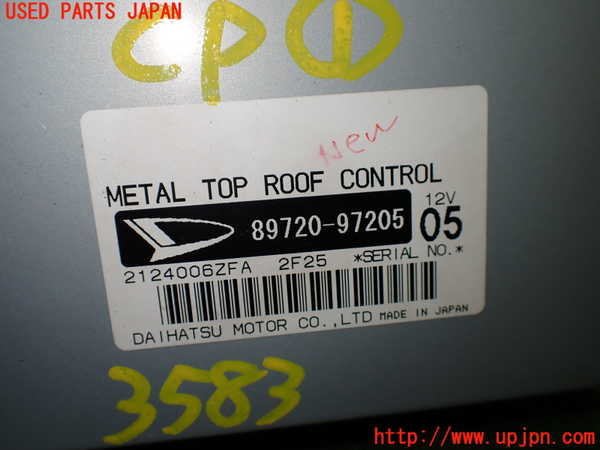 USED PARTS JAPAN
CP①
New
METAL TOP ROOF CONTROL
12V
89720-97205
05
2124006ZFA 2F25 *SERIAL NO.*
DAIHATSU MOTOR CO.,LTD MADE IN JAPAN
3583
http://www.upjpn.com/